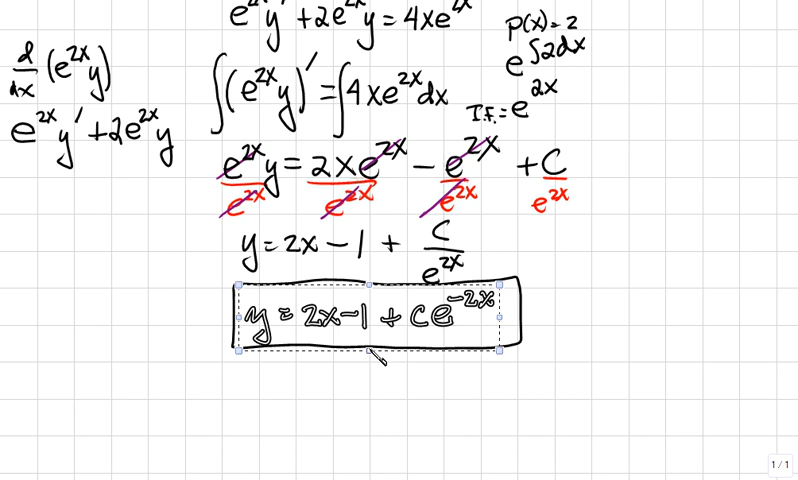 e^{2x}y' + 2e^{2x}y = 4xe^{2x}
P(x) = 2
e^{∫2dx}
I.f. = e^{2x}
d/dx (e^{2x}y)
e^{2x}y' + 2e^{2x}y
∫(e^{2x}y)' = ∫4xe^{2x}dx
e^{2x}y/e^{2x} = 2xe^{2x}/e^{2x} - e^{2x}/e^{2x} + C/e^{2x}
y = 2x - 1 + C/e^{2x}
y = 2x - 1 + Ce^{-2x}
1 / 1